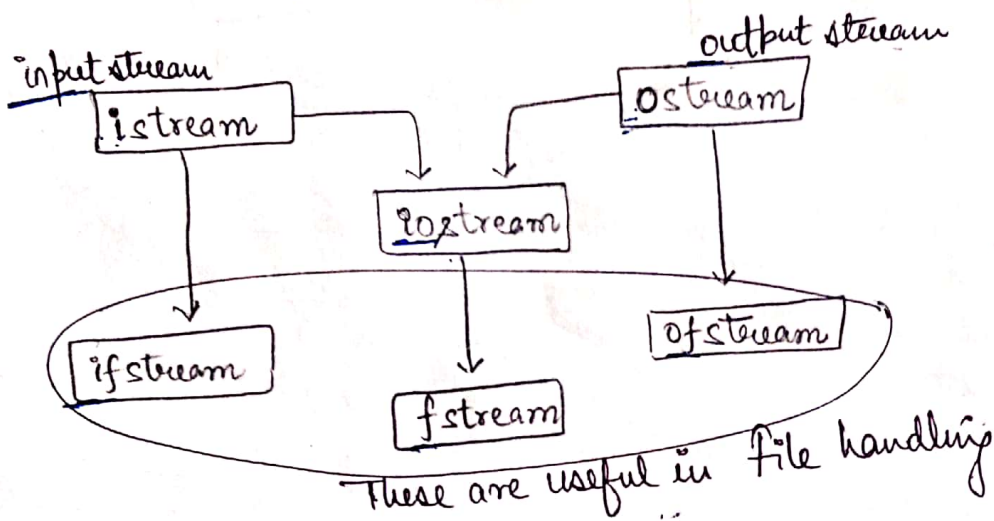 input stream
output stream
istream
ostream
iostream
ifstream
ofstream
fstream
These are useful in file handling